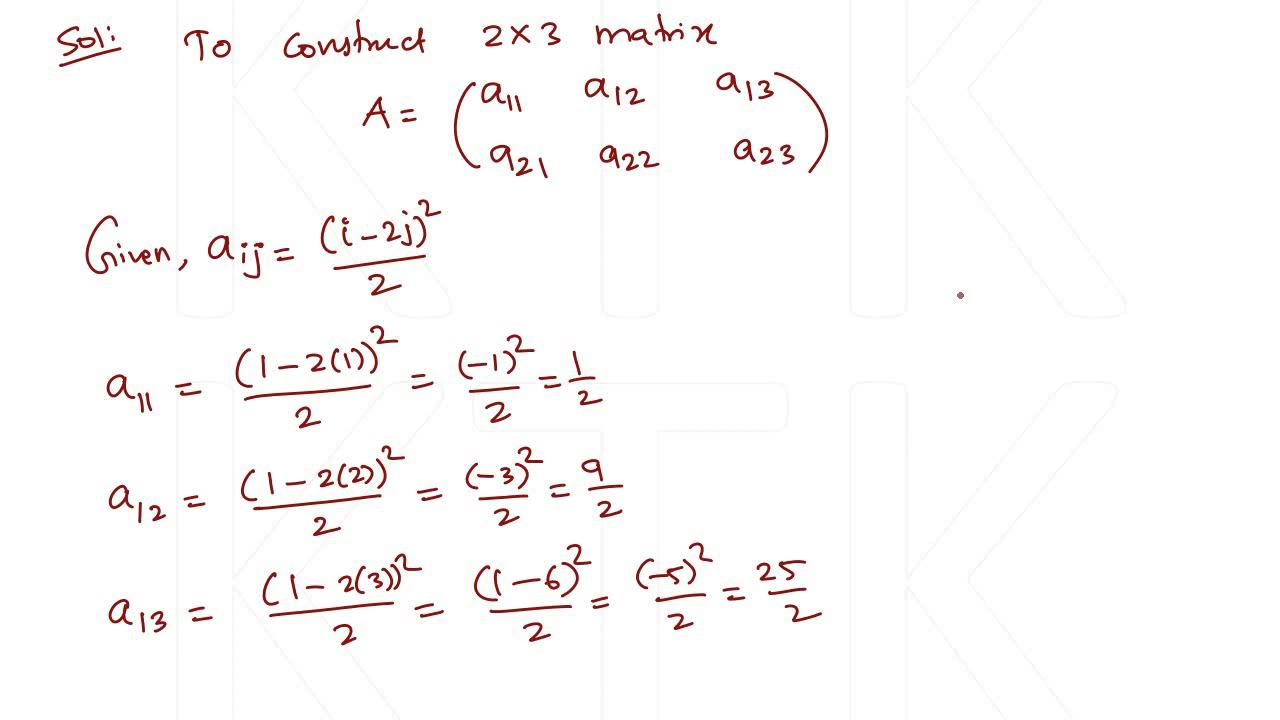 Sol: To Construct 2×3 matrix
A = ( a11 a12 a13
a21 a22 a23 )
Given, aij = (i-2j)²/2
a11 = (1-2(1))²/2 = (-1)²/2 = 1/2
a12 = (1-2(2))²/2 = (-3)²/2 = 9/2
a13 = (1-2(3))²/2 = (1-6)²/2 = (-5)²/2 = 25/2
KTK
KTK